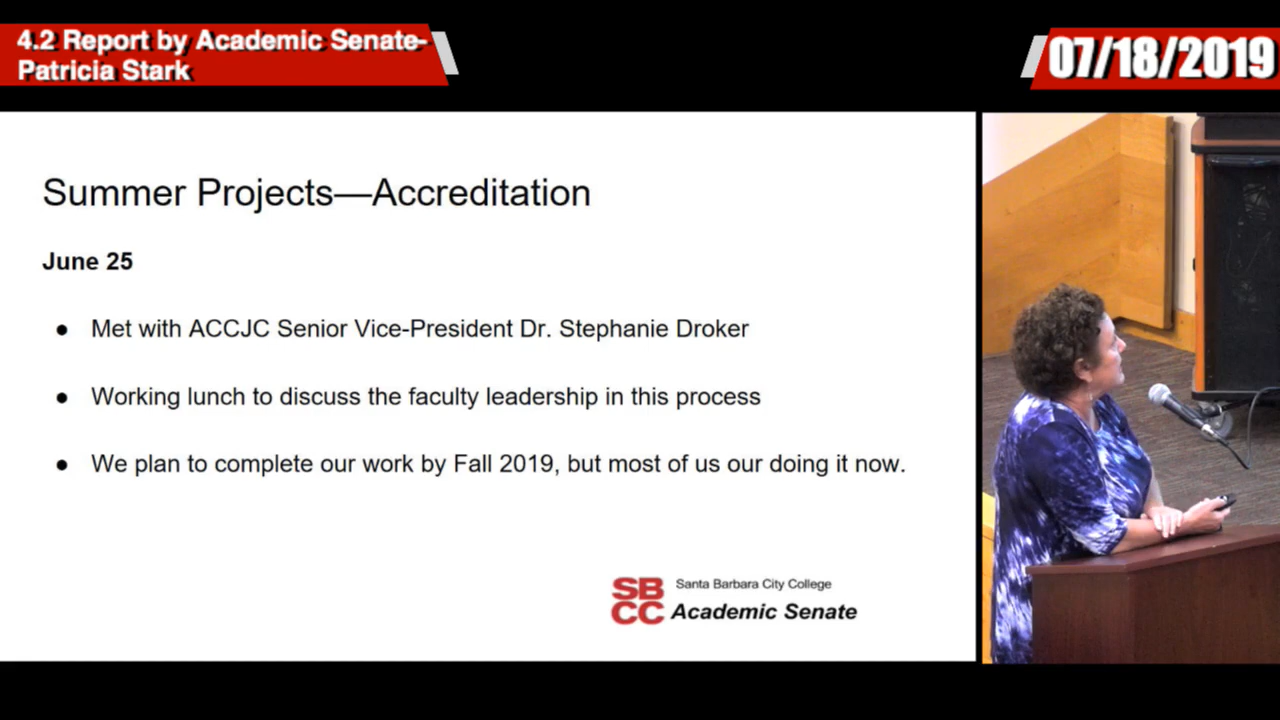 4.2 Report by Academic Senate-
Patricia Stark
07/18/2019
Summer Projects—Accreditation
June 25
● Met with ACCJC Senior Vice-President Dr. Stephanie Droker
● Working lunch to discuss the faculty leadership in this process
● We plan to complete our work by Fall 2019, but most of us our doing it now.
SB
CC
Santa Barbara City College
Academic Senate